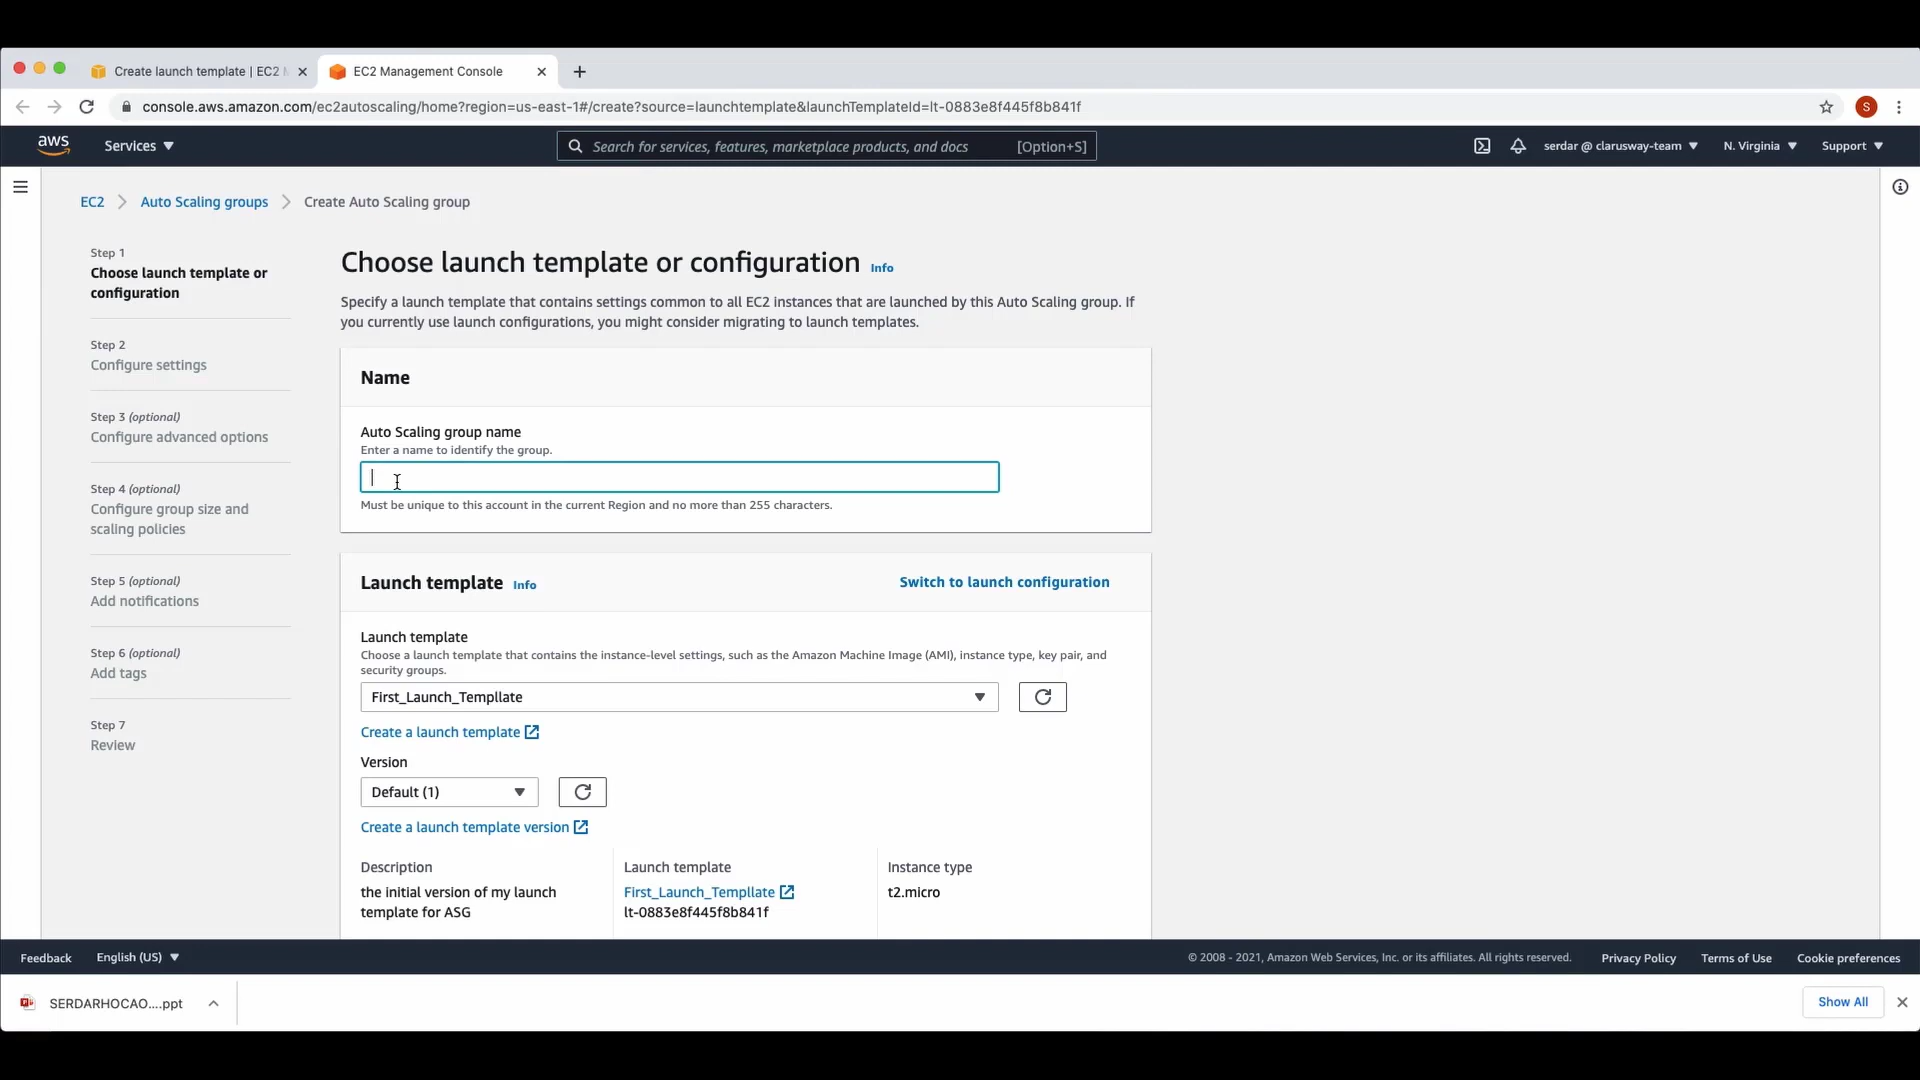 Create launch template | EC2 M
EC2 Management Console
console.aws.amazon.com/ec2autoscaling/home?region=us-east-1#/create?source=launchtemplate&launchTemplateId=lt-0883e8f445f8b841f
S
aws
Services
Search for services, features, marketplace products, and docs [Option+S]
serdar @ clarusway-team
N. Virginia
Support
EC2
Auto Scaling groups
Create Auto Scaling group
Step 1
Choose launch template or
configuration
Step 2
Configure settings
Step 3 (optional)
Configure advanced options
Step 4 (optional)
Configure group size and
scaling policies
Step 5 (optional)
Add notifications
Step 6 (optional)
Add tags
Step 7
Review
Choose launch template or configuration Info
Specify a launch template that contains settings common to all EC2 instances that are launched by this Auto Scaling group. If
you currently use launch configurations, you might consider migrating to launch templates.
Name
Auto Scaling group name
Enter a name to identify the group.
Must be unique to this account in the current Region and no more than 255 characters.
Launch template Info
Switch to launch configuration
Launch template
Choose a launch template that contains the instance-level settings, such as the Amazon Machine Image (AMI), instance type, key pair, and
security groups.
First_Launch_Templlate
Create a launch template
Version
Default (1)
Create a launch template version
Description
the initial version of my launch
template for ASG
Launch template
First_Launch_Templlate
lt-0883e8f445f8b841f
Instance type
t2.micro
Feedback
English (US)
© 2008 - 2021, Amazon Web Services, Inc. or its affiliates. All rights reserved.
Privacy Policy
Terms of Use
Cookie preferences
SERDARHOCAO....ppt
Show All